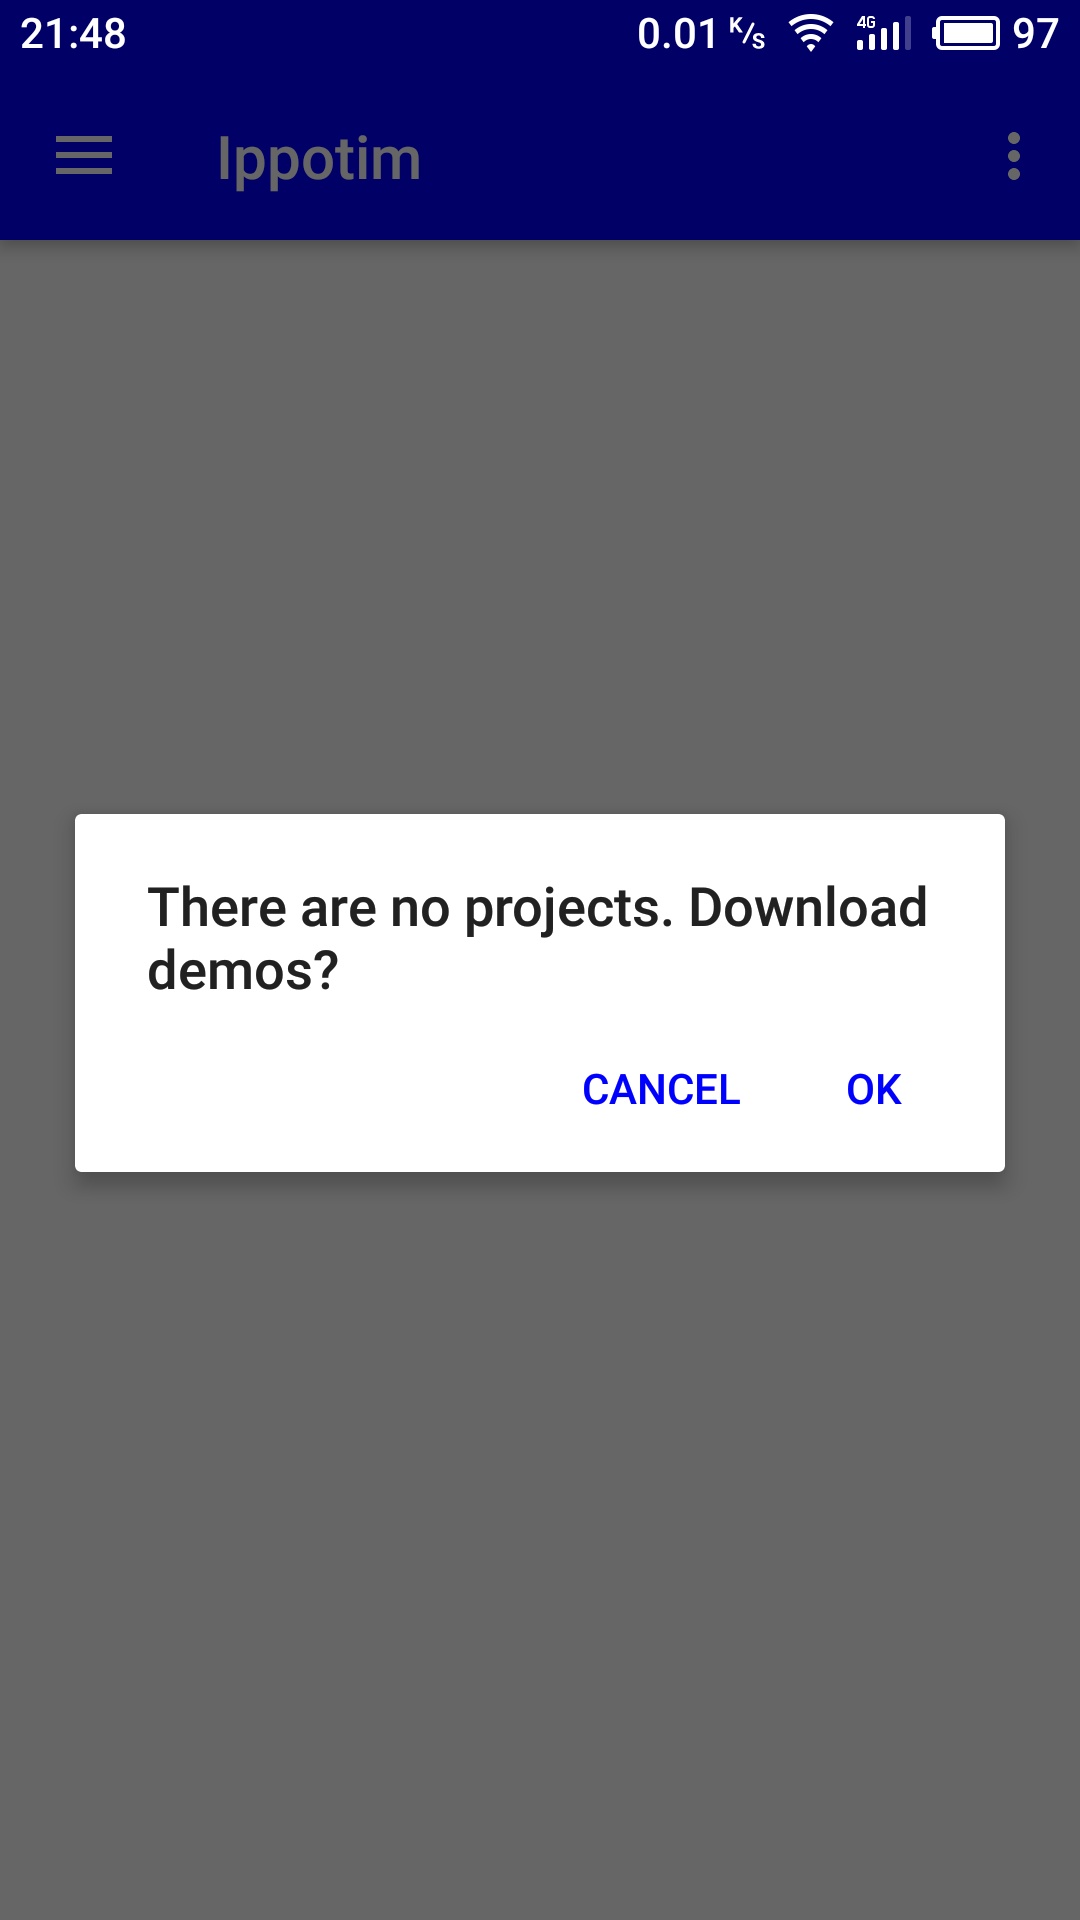 21:48 0.01 K/s 4G 97
Ippotim
There are no projects. Download
demos?
CANCEL OK